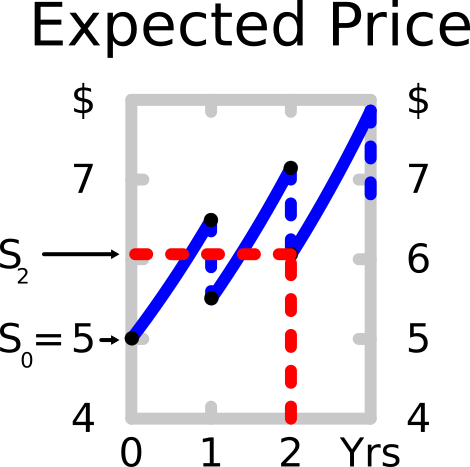 Expected Price
$ $
7 7
S2 6
S0 = 5 5
4 4
0 1 2 Yrs